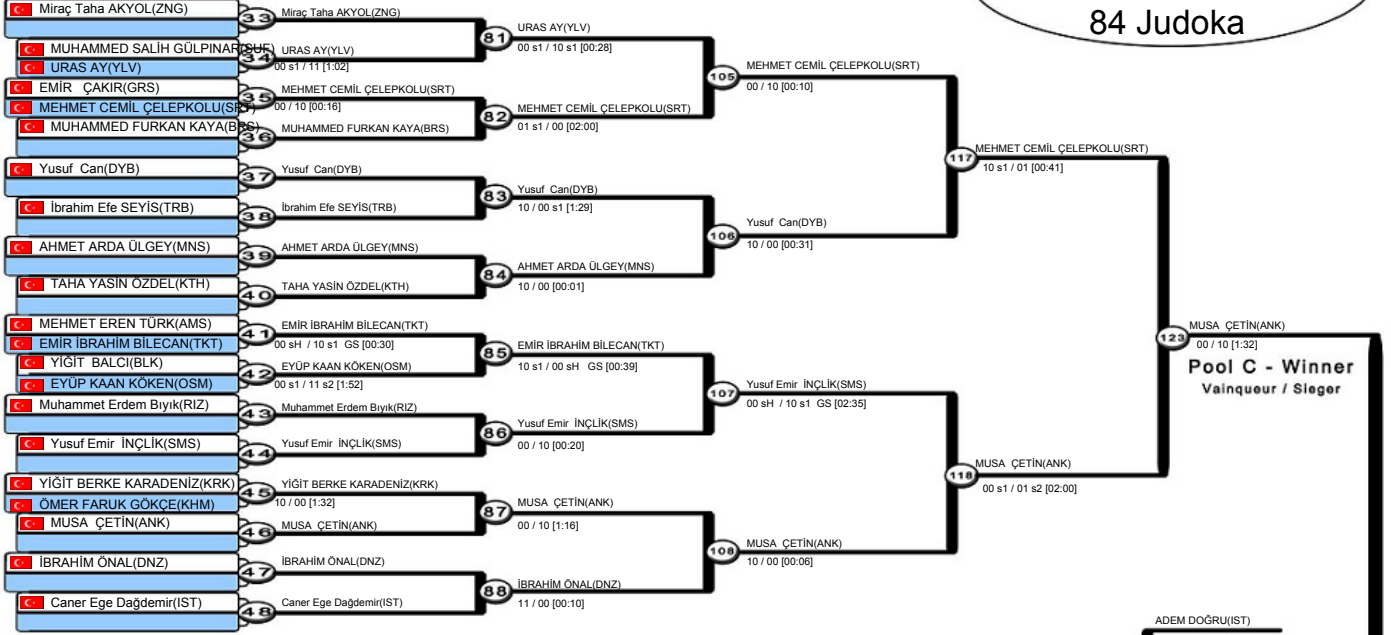 84 Judoka
Miraç Taha AKYOL(ZNG)
33
Miraç Taha AKYOL(ZNG)
MUHAMMED SALİH GÜLPINAR(SUF)
URAS AY(YLV)
34
URAS AY(YLV)
00 s1 / 11 [1:02]
81
URAS AY(YLV)
00 s1 / 10 s1 [00:28]
EMİR ÇAKIR(GRS)
MEHMET CEMİL ÇELEPKOLU(SRT)
35
MEHMET CEMİL ÇELEPKOLU(SRT)
00 / 10 [00:16]
MUHAMMED FURKAN KAYA(BRS)
36
MUHAMMED FURKAN KAYA(BRS)
82
MEHMET CEMİL ÇELEPKOLU(SRT)
01 s1 / 00 [02:00]
105
MEHMET CEMİL ÇELEPKOLU(SRT)
00 / 10 [00:10]
Yusuf Can(DYB)
37
Yusuf Can(DYB)
İbrahim Efe SEYİS(TRB)
38
İbrahim Efe SEYİS(TRB)
83
Yusuf Can(DYB)
10 / 00 s1 [1:29]
AHMET ARDA ÜLGEY(MNS)
39
AHMET ARDA ÜLGEY(MNS)
TAHA YASİN ÖZDEL(KTH)
40
TAHA YASİN ÖZDEL(KTH)
84
AHMET ARDA ÜLGEY(MNS)
10 / 00 [00:01]
106
Yusuf Can(DYB)
10 / 00 [00:31]
117
MEHMET CEMİL ÇELEPKOLU(SRT)
10 s1 / 01 [00:41]
MEHMET EREN TÜRK(AMS)
EMİR İBRAHİM BİLECAN(TKT)
41
EMİR İBRAHİM BİLECAN(TKT)
00 sH / 10 s1 GS [00:30]
YİĞİT BALCI(BLK)
EYÜP KAAN KÖKEN(OSM)
42
EYÜP KAAN KÖKEN(OSM)
00 s1 / 11 s2 [1:52]
85
EMİR İBRAHİM BİLECAN(TKT)
10 s1 / 00 sH GS [00:39]
Muhammet Erdem Bıyık(RIZ)
43
Muhammet Erdem Bıyık(RIZ)
Yusuf Emir İNÇLİK(SMS)
44
Yusuf Emir İNÇLİK(SMS)
86
Yusuf Emir İNÇLİK(SMS)
00 / 10 [00:20]
107
Yusuf Emir İNÇLİK(SMS)
00 sH / 10 s1 GS [02:35]
YİĞİT BERKE KARADENİZ(KRK)
ÖMER FARUK GÖKÇE(KHM)
45
YİĞİT BERKE KARADENİZ(KRK)
10 / 00 [1:32]
MUSA ÇETİN(ANK)
46
MUSA ÇETİN(ANK)
87
MUSA ÇETİN(ANK)
00 / 10 [1:16]
İBRAHİM ÖNAL(DNZ)
47
İBRAHİM ÖNAL(DNZ)
Caner Ege Dağdemir(IST)
48
Caner Ege Dağdemir(IST)
88
İBRAHİM ÖNAL(DNZ)
11 / 00 [00:10]
108
MUSA ÇETİN(ANK)
10 / 00 [00:06]
118
MUSA ÇETİN(ANK)
00 s1 / 01 s2 [02:00]
123
MUSA ÇETİN(ANK)
00 / 10 [1:32]
Pool C - Winner
Vainqueur / Sieger
ADEM DOĞRU(IST)